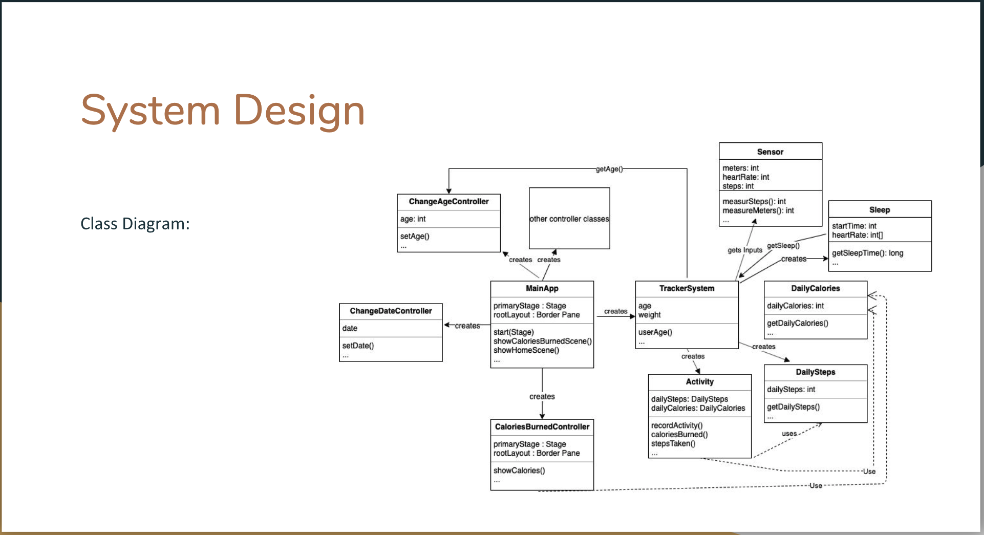 System Design
Class Diagram:
getAge()
Sensor
meters: int
heartRate: int
steps: int
measurSteps(): int
measureMeters(): int
...
ChangeAgeController
age: int
setAge()
...
other controller classes
Sleep
startTime: int
heartRate: int[]
getSleepTime(): long
...
gets Inputs
getSleep()
creates
creates
creates
MainApp
primaryStage : Stage
rootLayout : Border Pane
start(Stage)
showCaloriesBurnedScene()
showHomeScene()
...
TrackerSystem
age
weight
userAge()
...
DailyCalories
dailyCalories: int
getDailyCalories()
...
ChangeDateController
date
setDate()
...
creates
creates
creates
creates
DailySteps
dailySteps: int
getDailySteps()
...
Activity
dailySteps: DailySteps
dailyCalories: DailyCalories
recordActivity()
caloriesBurned()
stepsTaken()
...
creates
CaloriesBurnedController
primaryStage : Stage
rootLayout : Border Pane
showCalories()
...
uses
Use
Use